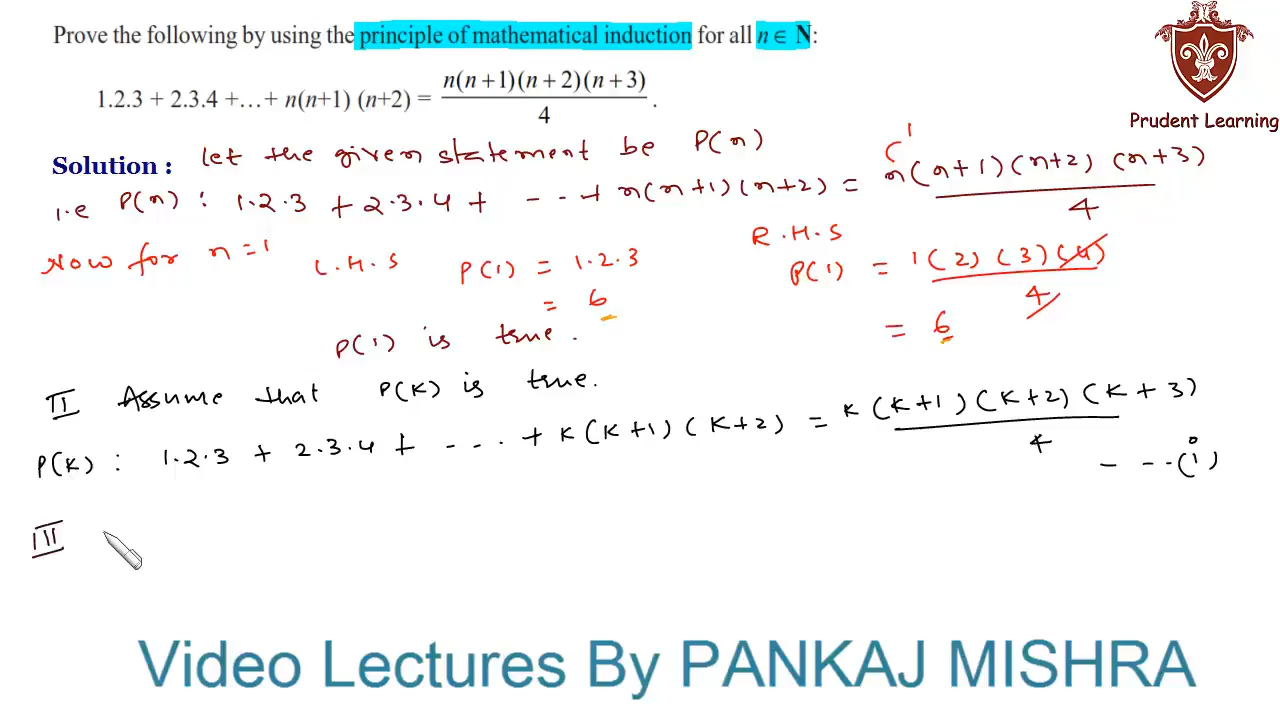 Prove the following by using the principle of mathematical induction for all n ∈ N:
1.2.3 + 2.3.4 +…+ n(n+1) (n+2) = n(n+1)(n+2)(n+3)/4 .
Prudent Learning
Solution : let the given statement be P(n)
i.e P(n) : 1.2.3 + 2.3.4 + - - + n(n+1)(n+2) = n(n+1)(n+2)(n+3)/4
Now for n=1 L.H.S P(1) = 1.2.3
= 6
R.H.S
P(1) = 1(2)(3)(4)/4
= 6
P(1) is true.
II Assume that P(K) is true.
P(K) : 1.2.3 + 2.3.4 + - - - . + K(K+1)(K+2) = K(K+1)(K+2)(K+3)/4
- - - . (i)
III
Video Lectures By PANKAJ MISHRA